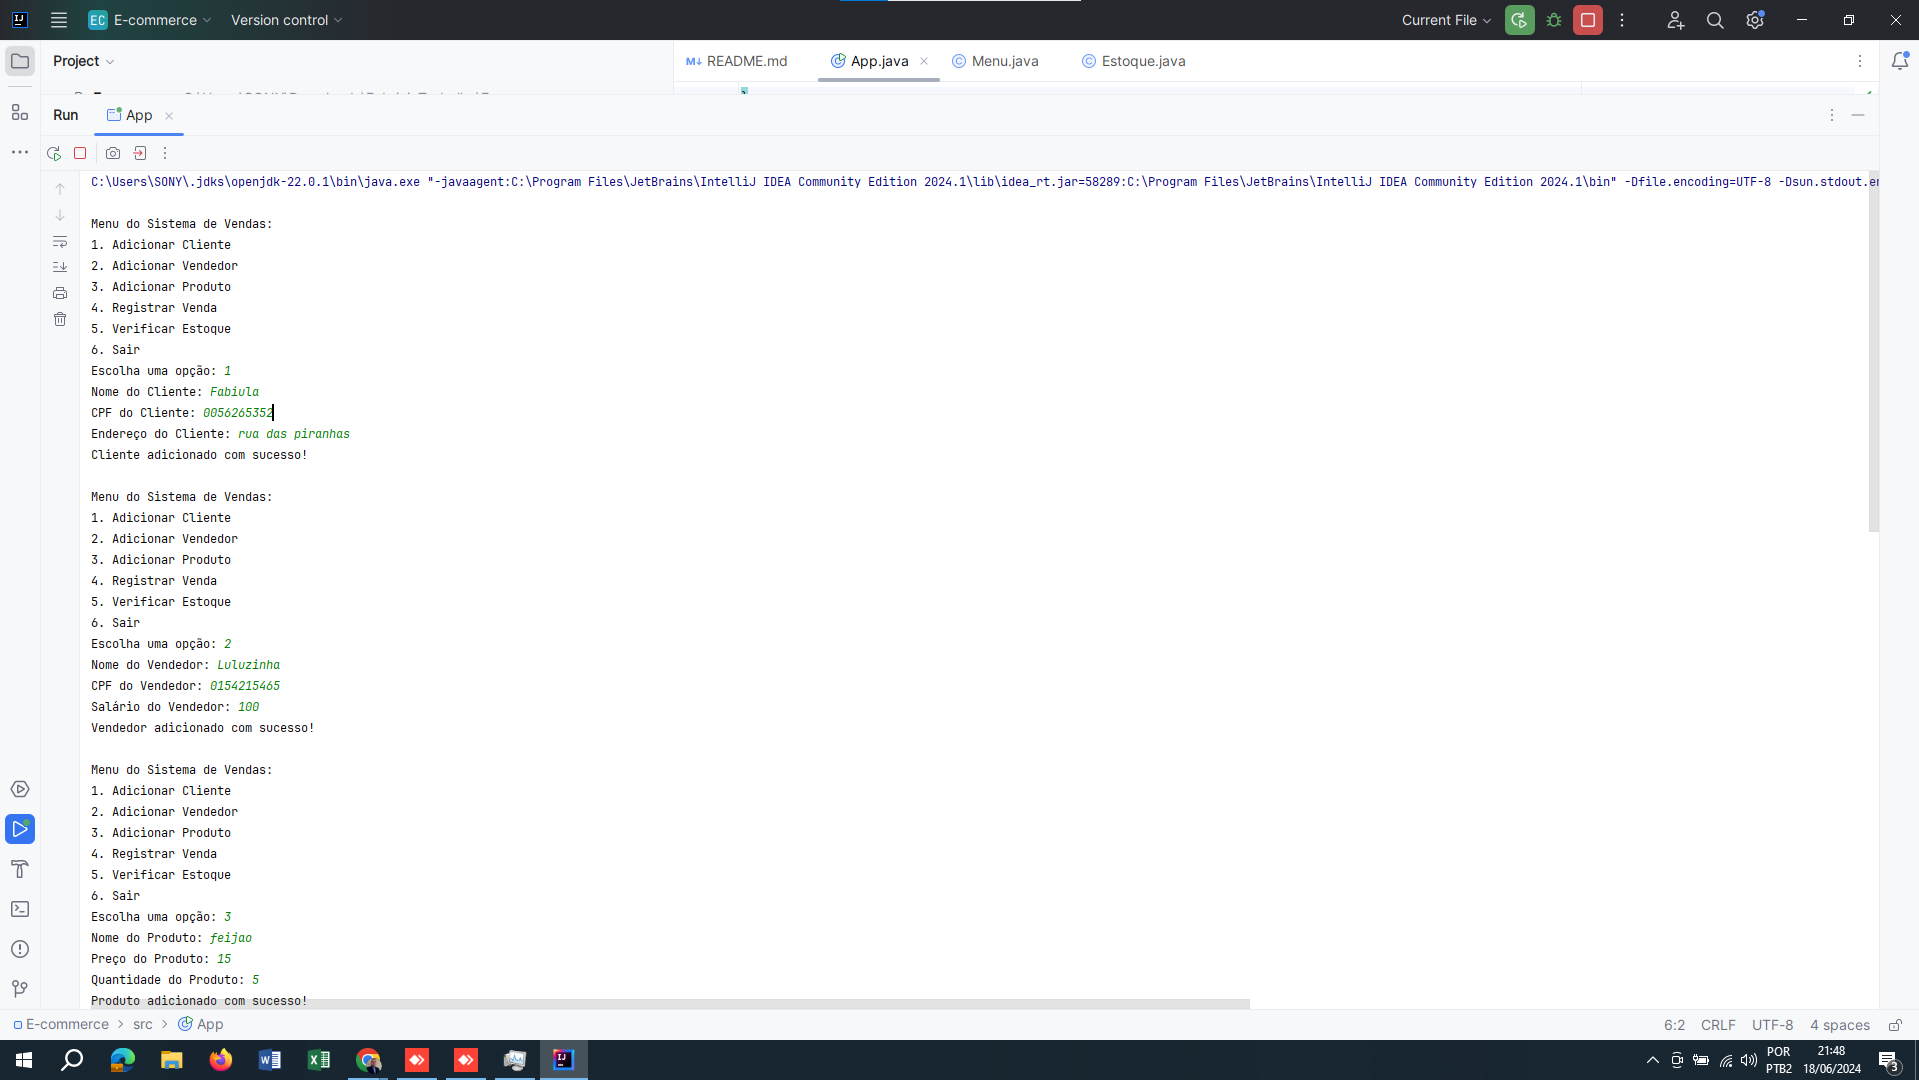 EC E-commerce Version control Current File
Project
README.md App.java Menu.java Estoque.java
Run App
C:\Users\SONY\.jdks\openjdk-22.0.1\bin\java.exe "-javaagent:C:\Program Files\JetBrains\IntelliJ IDEA Community Edition 2024.1\lib\idea_rt.jar=58289:C:\Program Files\JetBrains\IntelliJ IDEA Community Edition 2024.1\bin" -Dfile.encoding=UTF-8 -Dsun.stdout.e
Menu do Sistema de Vendas:
1. Adicionar Cliente
2. Adicionar Vendedor
3. Adicionar Produto
4. Registrar Venda
5. Verificar Estoque
6. Sair
Escolha uma opção: 1
Nome do Cliente: Fabiula
CPF do Cliente: 0056265352
Endereço do Cliente: rua das piranhas
Cliente adicionado com sucesso!
Menu do Sistema de Vendas:
1. Adicionar Cliente
2. Adicionar Vendedor
3. Adicionar Produto
4. Registrar Venda
5. Verificar Estoque
6. Sair
Escolha uma opção: 2
Nome do Vendedor: Luluzinha
CPF do Vendedor: 0154215465
Salário do Vendedor: 100
Vendedor adicionado com sucesso!
Menu do Sistema de Vendas:
1. Adicionar Cliente
2. Adicionar Vendedor
3. Adicionar Produto
4. Registrar Venda
5. Verificar Estoque
6. Sair
Escolha uma opção: 3
Nome do Produto: feijao
Preço do Produto: 15
Quantidade do Produto: 5
Produto adicionado com sucesso!
E-commerce > src > App 6:2 CRLF UTF-8 4 spaces
POR 21:48
PTB2 18/06/2024 3